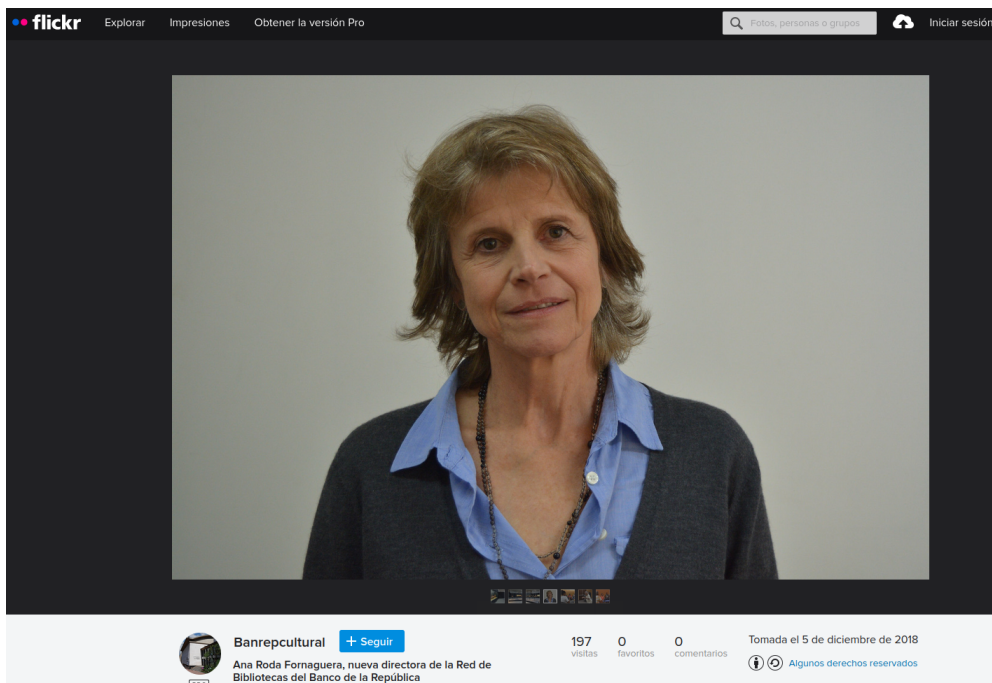 flickr Explorar Impresiones Obtener la versión Pro Fotos, personas o grupos Iniciar sesión
Banrepcultural + Seguir
Ana Roda Fornaguera, nueva directora de la Red de
Bibliotecas del Banco de la República
197 0 0
visitas favoritos comentarios
Tomada el 5 de diciembre de 2018
Algunos derechos reservados